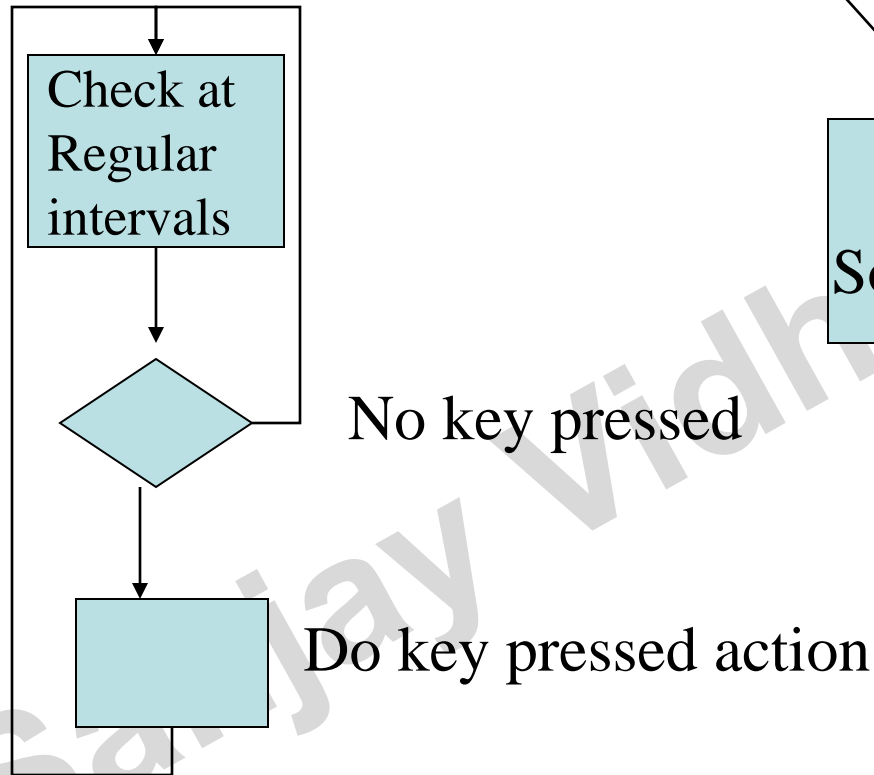 Check at
Regular
intervals
No key pressed
Do key pressed action